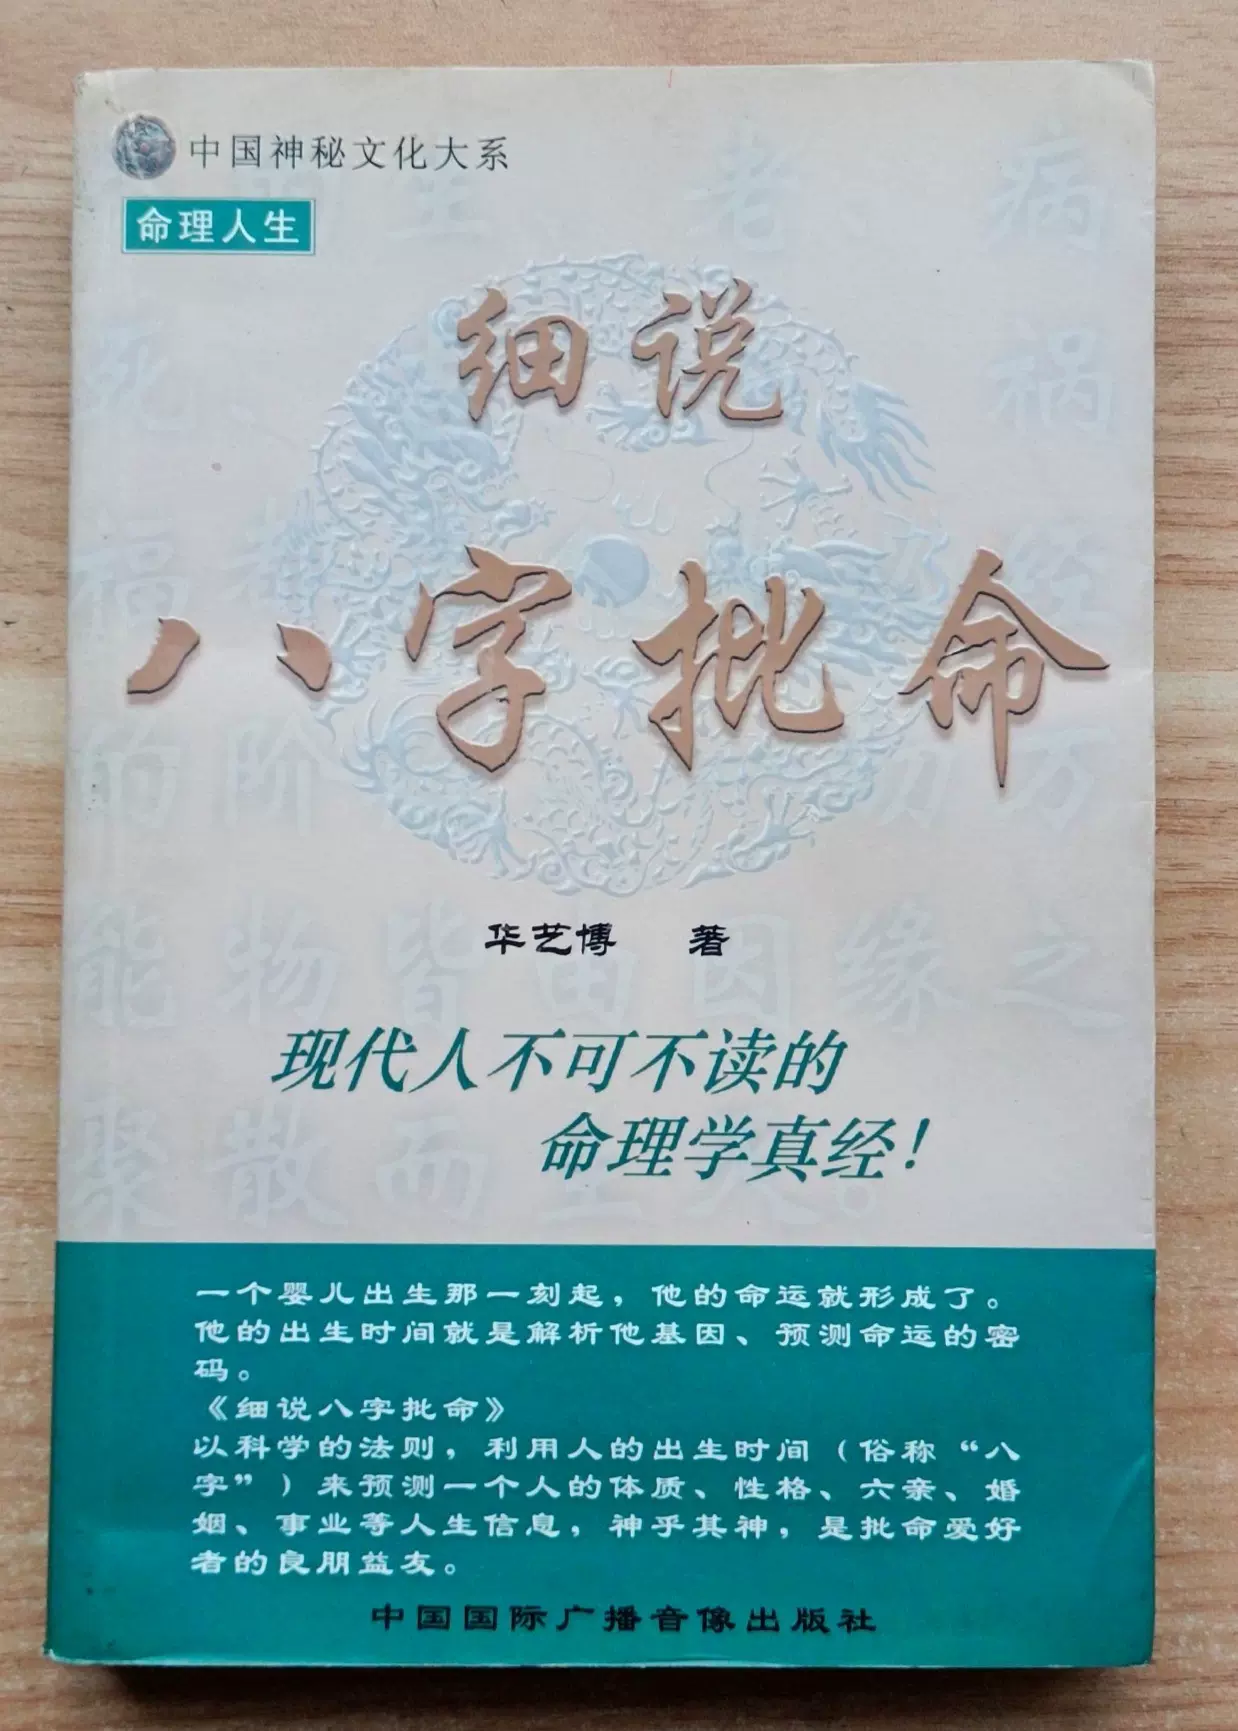 中国神秘文化大系
命理人生
细说
八字批命
华艺博 著
现代人不可不读的
命理学真经!
一个婴儿出生那一刻起,他的命运就形成了。
他的出生时间就是解析他基因、预测命运的密
码。
《细说八字批命》
以科学的法则,利用人的出生时间(俗称“八
字”)来预测一个人的体质、性格、六亲、婚
姻、事业等人生信息,神乎其神,是批命爱好
者的良朋益友。
中国国际广播音像出版社